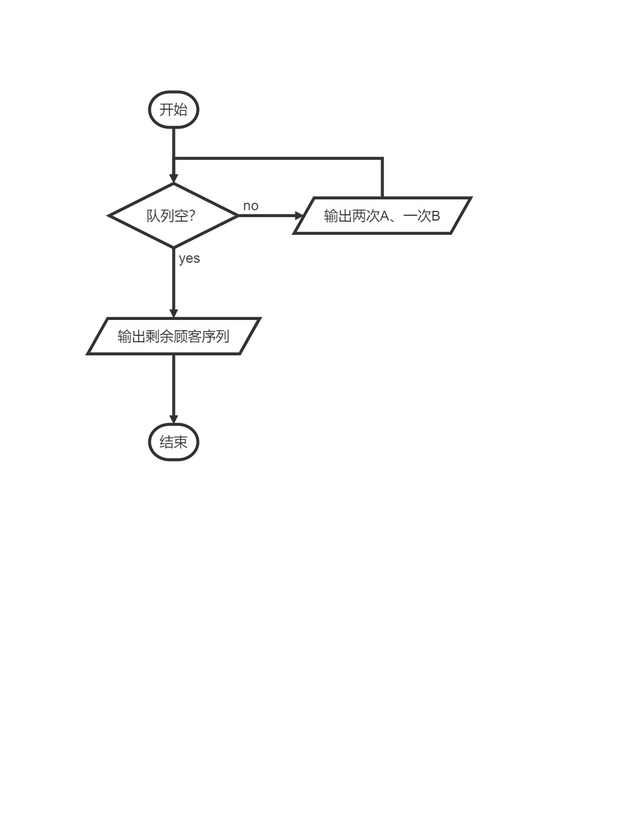 开始
队列空？
no
输出两次A、一次B
yes
输出剩余顾客序列
结束